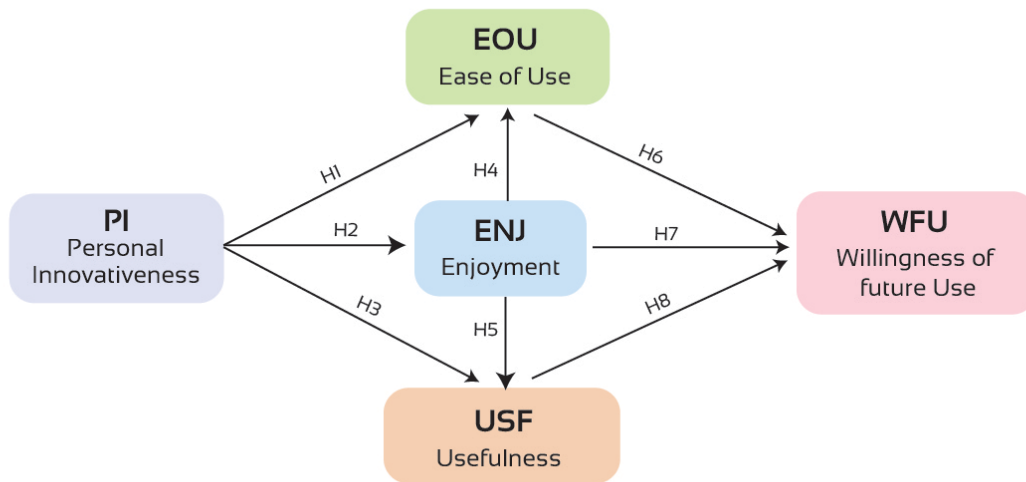 EOU
Ease of Use
H1
H4
H6
PI
Personal
Innovativeness
H2
ENJ
Enjoyment
H7
WFU
Willingness of
future Use
H3
H5
H8
USF
Usefulness